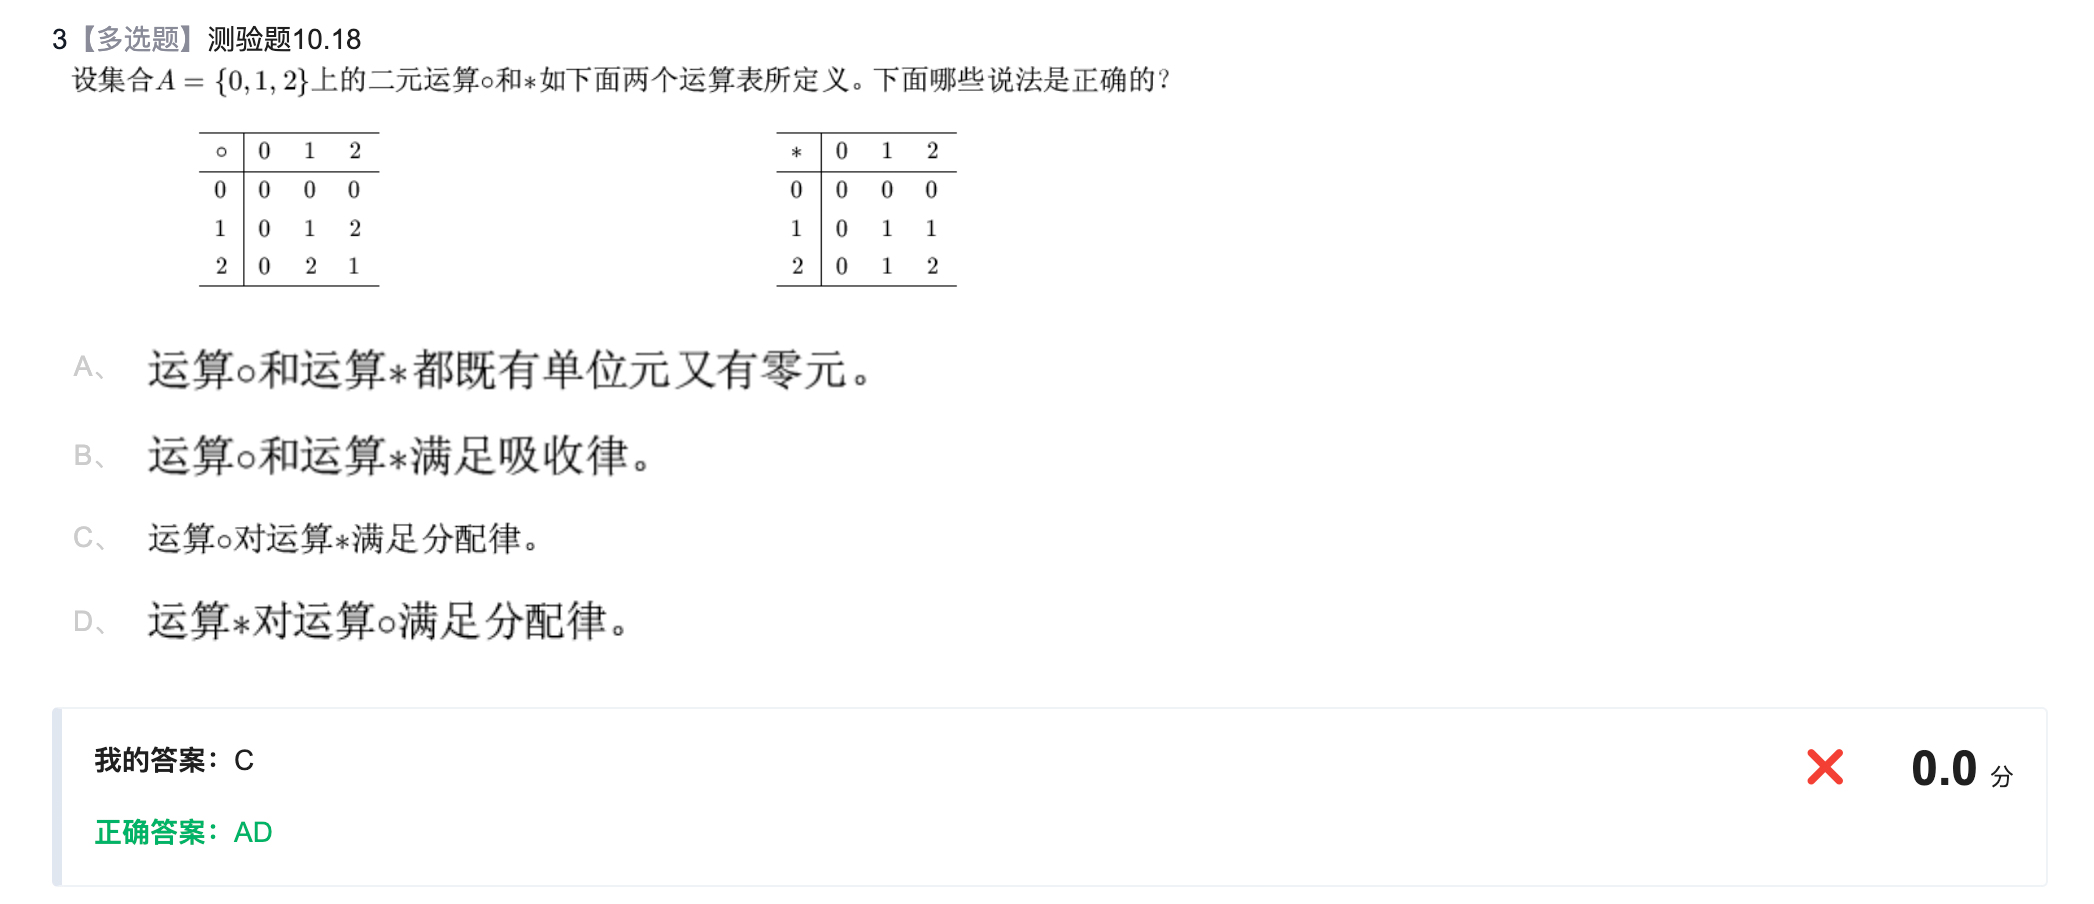 3【多选题】测验题10.18
设集合A = {0, 1, 2}上的二元运算∘和∗如下面两个运算表所定义。下面哪些说法是正确的？
∘ 0 1 2
0 0 0 0
1 0 1 2
2 0 2 1
∗ 0 1 2
0 0 0 0
1 0 1 1
2 0 1 2
A、 运算∘和运算∗都既有单位元又有零元。
B、 运算∘和运算∗满足吸收律。
C、 运算∘对运算∗满足分配律。
D、 运算∗对运算∘满足分配律。
我的答案：C
0.0 分
正确答案：AD